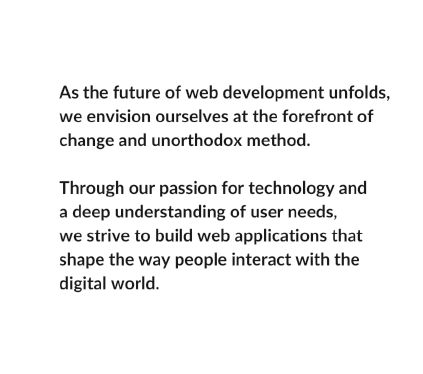 As the future of web development unfolds,
we envision ourselves at the forefront of
change and unorthodox method.
Through our passion for technology and
a deep understanding of user needs,
we strive to build web applications that
shape the way people interact with the
digital world.